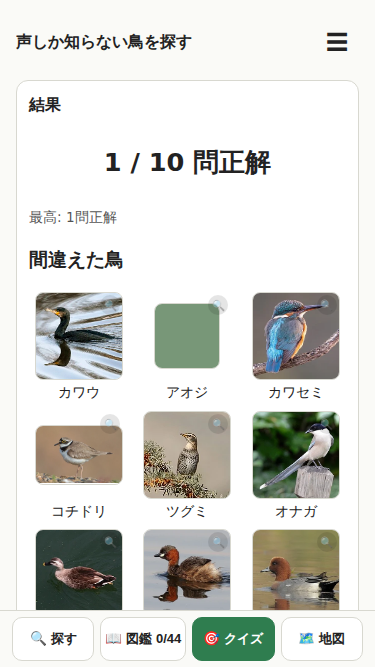 声しか知らない鳥を探す
結果
1 / 10 問正解
最高: 1問正解
間違えた鳥
カワウ
アオジ
カワセミ
コチドリ
ツグミ
オナガ
探す
図鑑 0/44
クイズ
地図